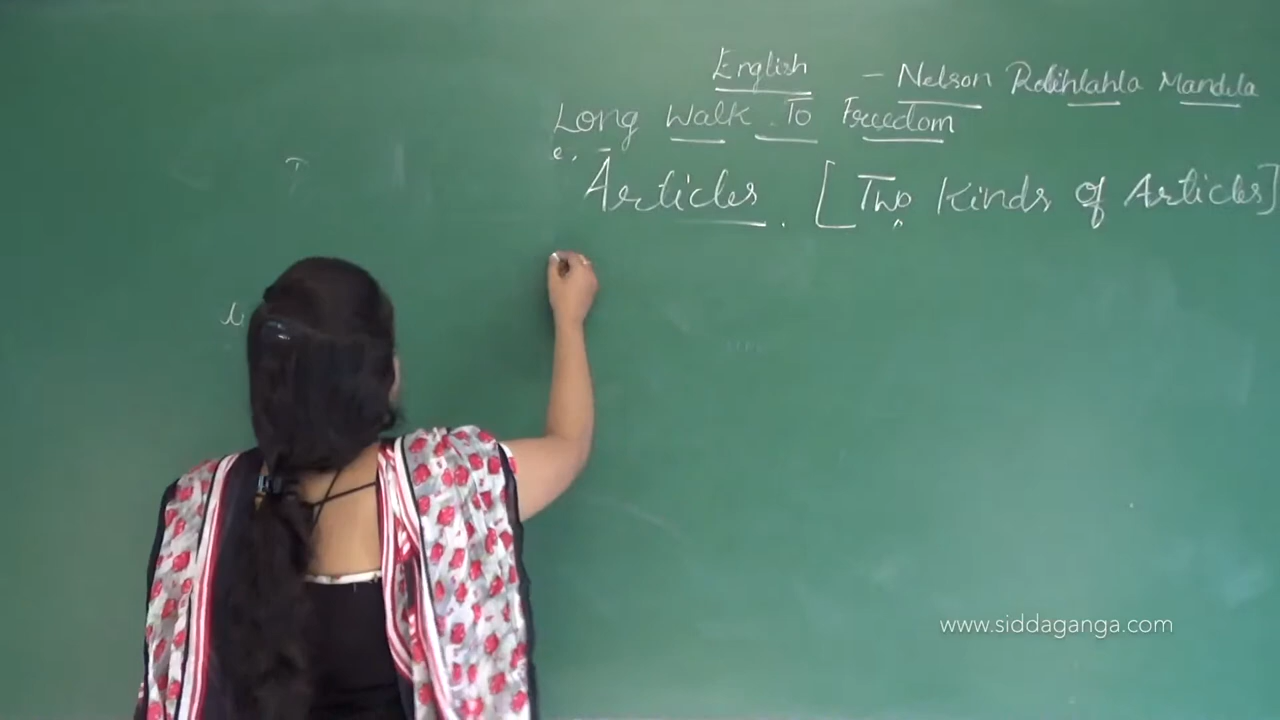 English - Nelson Rolihlahla Mandela
Long Walk To Freedom
Articles. [Two Kinds of Articles]
www.siddaganga.com